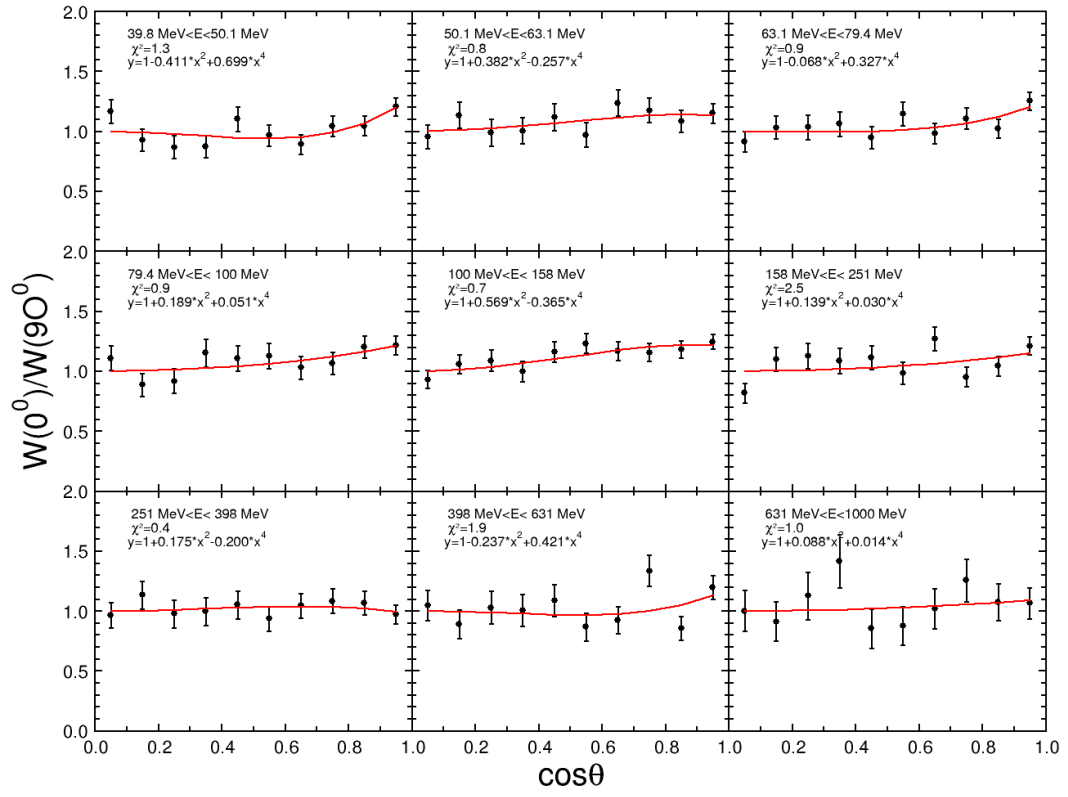 2.0
1.5
1.0
0.5
39.8 MeV<E<50.1 MeV
χ²=1.3
y=1-0.411*x²+0.699*x⁴
50.1 MeV<E<63.1 MeV
χ²=0.8
y=1+0.382*x²-0.257*x⁴
63.1 MeV<E<79.4 MeV
χ²=0.9
y=1-0.068*x²+0.327*x⁴
2.0
1.5
1.0
0.5
79.4 MeV<E< 100 MeV
χ²=0.9
y=1+0.189*x²+0.051*x⁴
100 MeV<E< 158 MeV
χ²=0.7
y=1+0.569*x²-0.365*x⁴
158 MeV<E< 251 MeV
χ²=2.5
y=1+0.139*x²+0.030*x⁴
W(0⁰)/W(9O⁰)
2.0
1.5
1.0
0.5
0.0
251 MeV<E< 398 MeV
χ²=0.4
y=1+0.175*x²-0.200*x⁴
398 MeV<E< 631 MeV
χ²=1.9
y=1-0.237*x²+0.421*x⁴
631 MeV<E<1000 MeV
χ²=1.0
y=1+0.088*x²+0.014*x⁴
0.0 0.2 0.4 0.6 0.8 1.0 0.2 0.4 0.6 0.8 1.0 0.2 0.4 0.6 0.8 1.0
cosθ